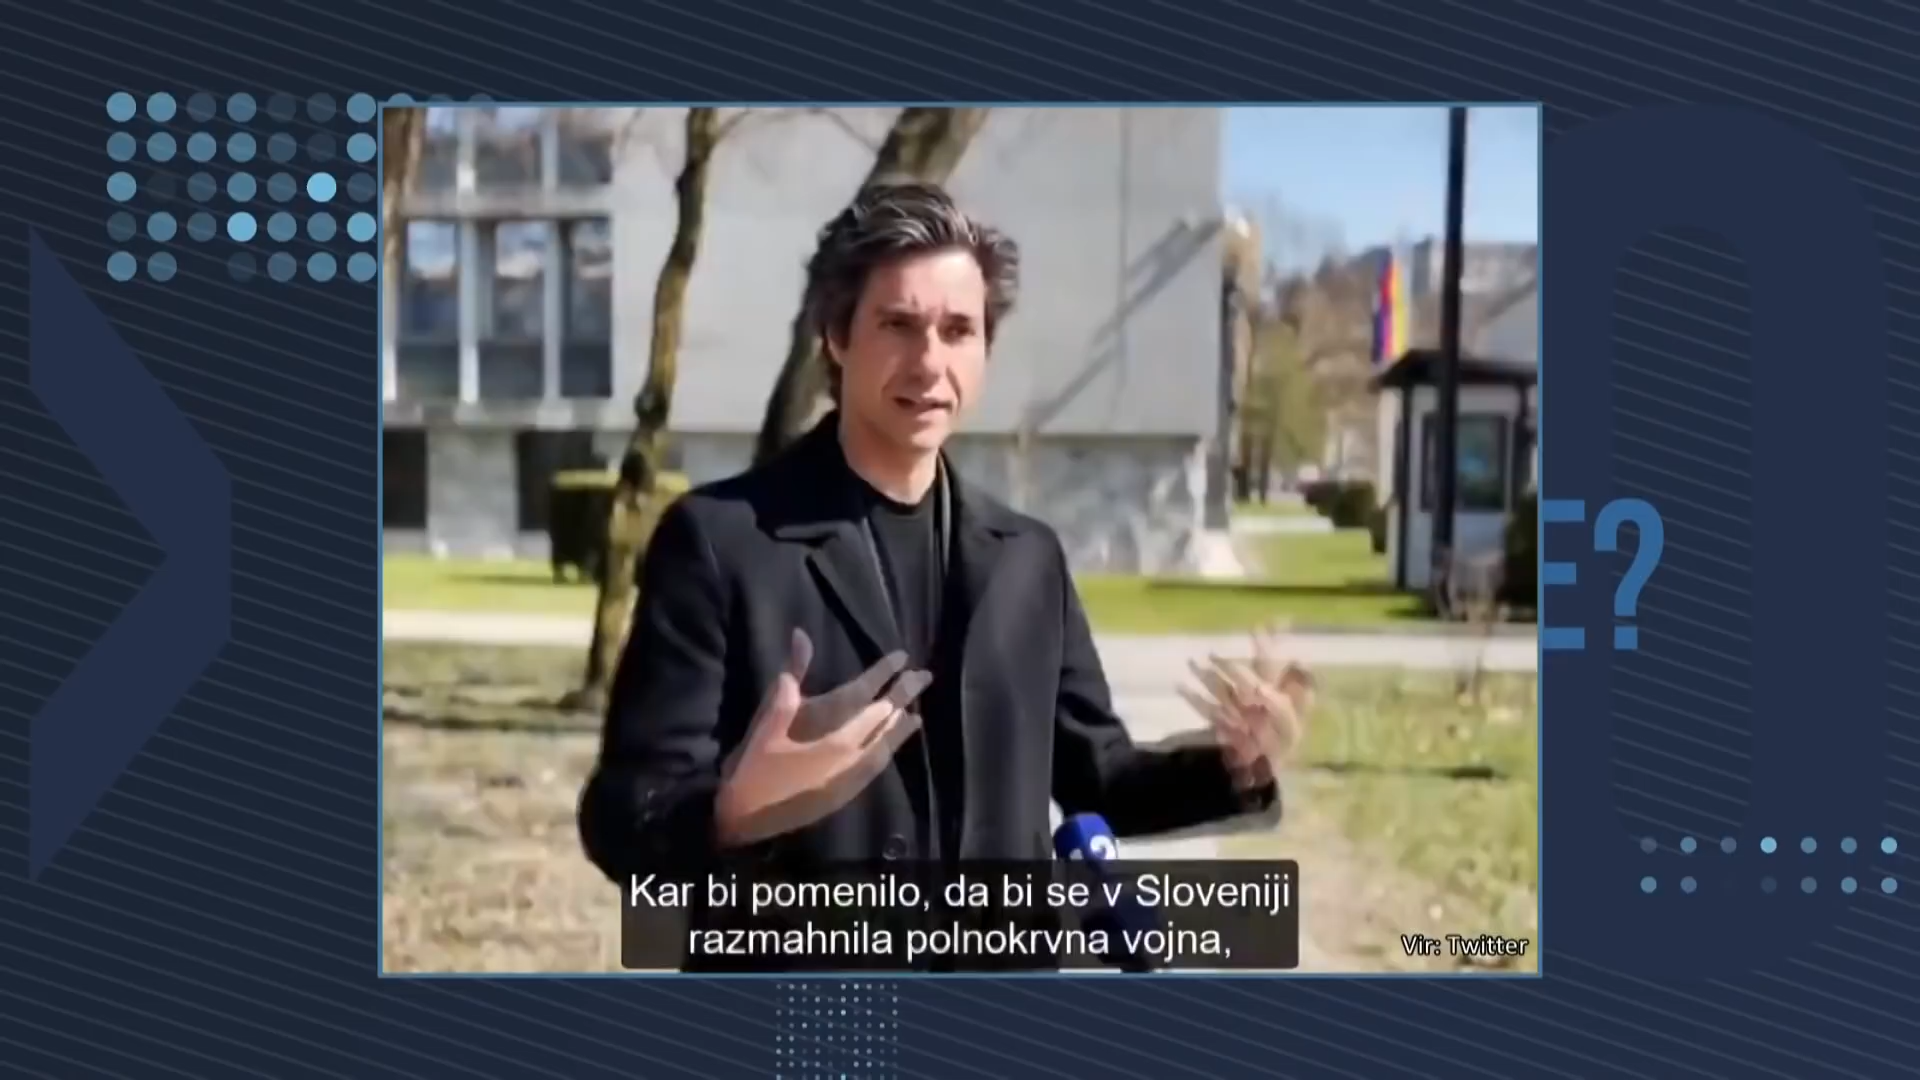 E?
Kar bi pomenilo, da bi se v Sloveniji
razmahnila polnokrvna vojna,
Vir: Twitter